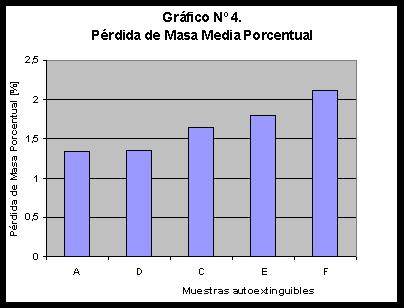 Gráfico Nº 4.
Pérdida de Masa Media Porcentual
Pérdida de Masa Porcentual [%]
2,5
2
1,5
1
0,5
0
A D C E F
Muestras autoextinguibles